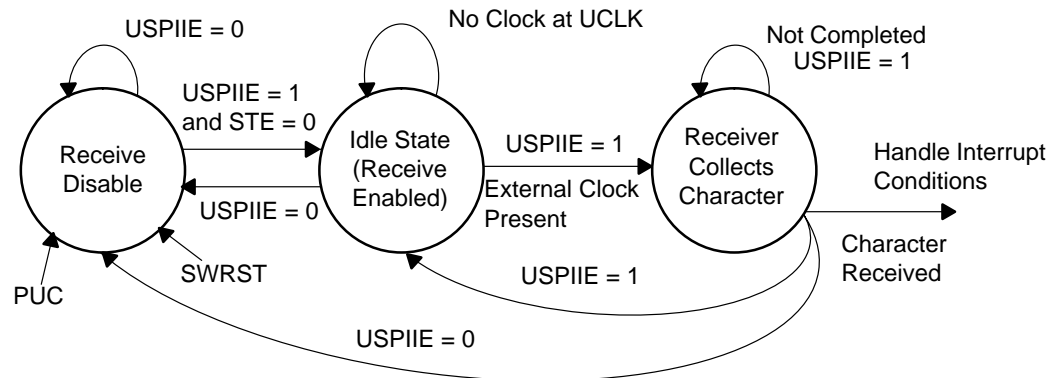 USPIIE = 0
No Clock at UCLK
Not Completed
USPIIE = 1
USPIIE = 1
and STE = 0
Receive
Disable
Idle State
(Receive
Enabled)
USPIIE = 0
USPIIE = 1
External Clock
Present
Receiver
Collects
Character
Handle Interrupt
Conditions
Character
Received
PUC
SWRST
USPIIE = 1
USPIIE = 0